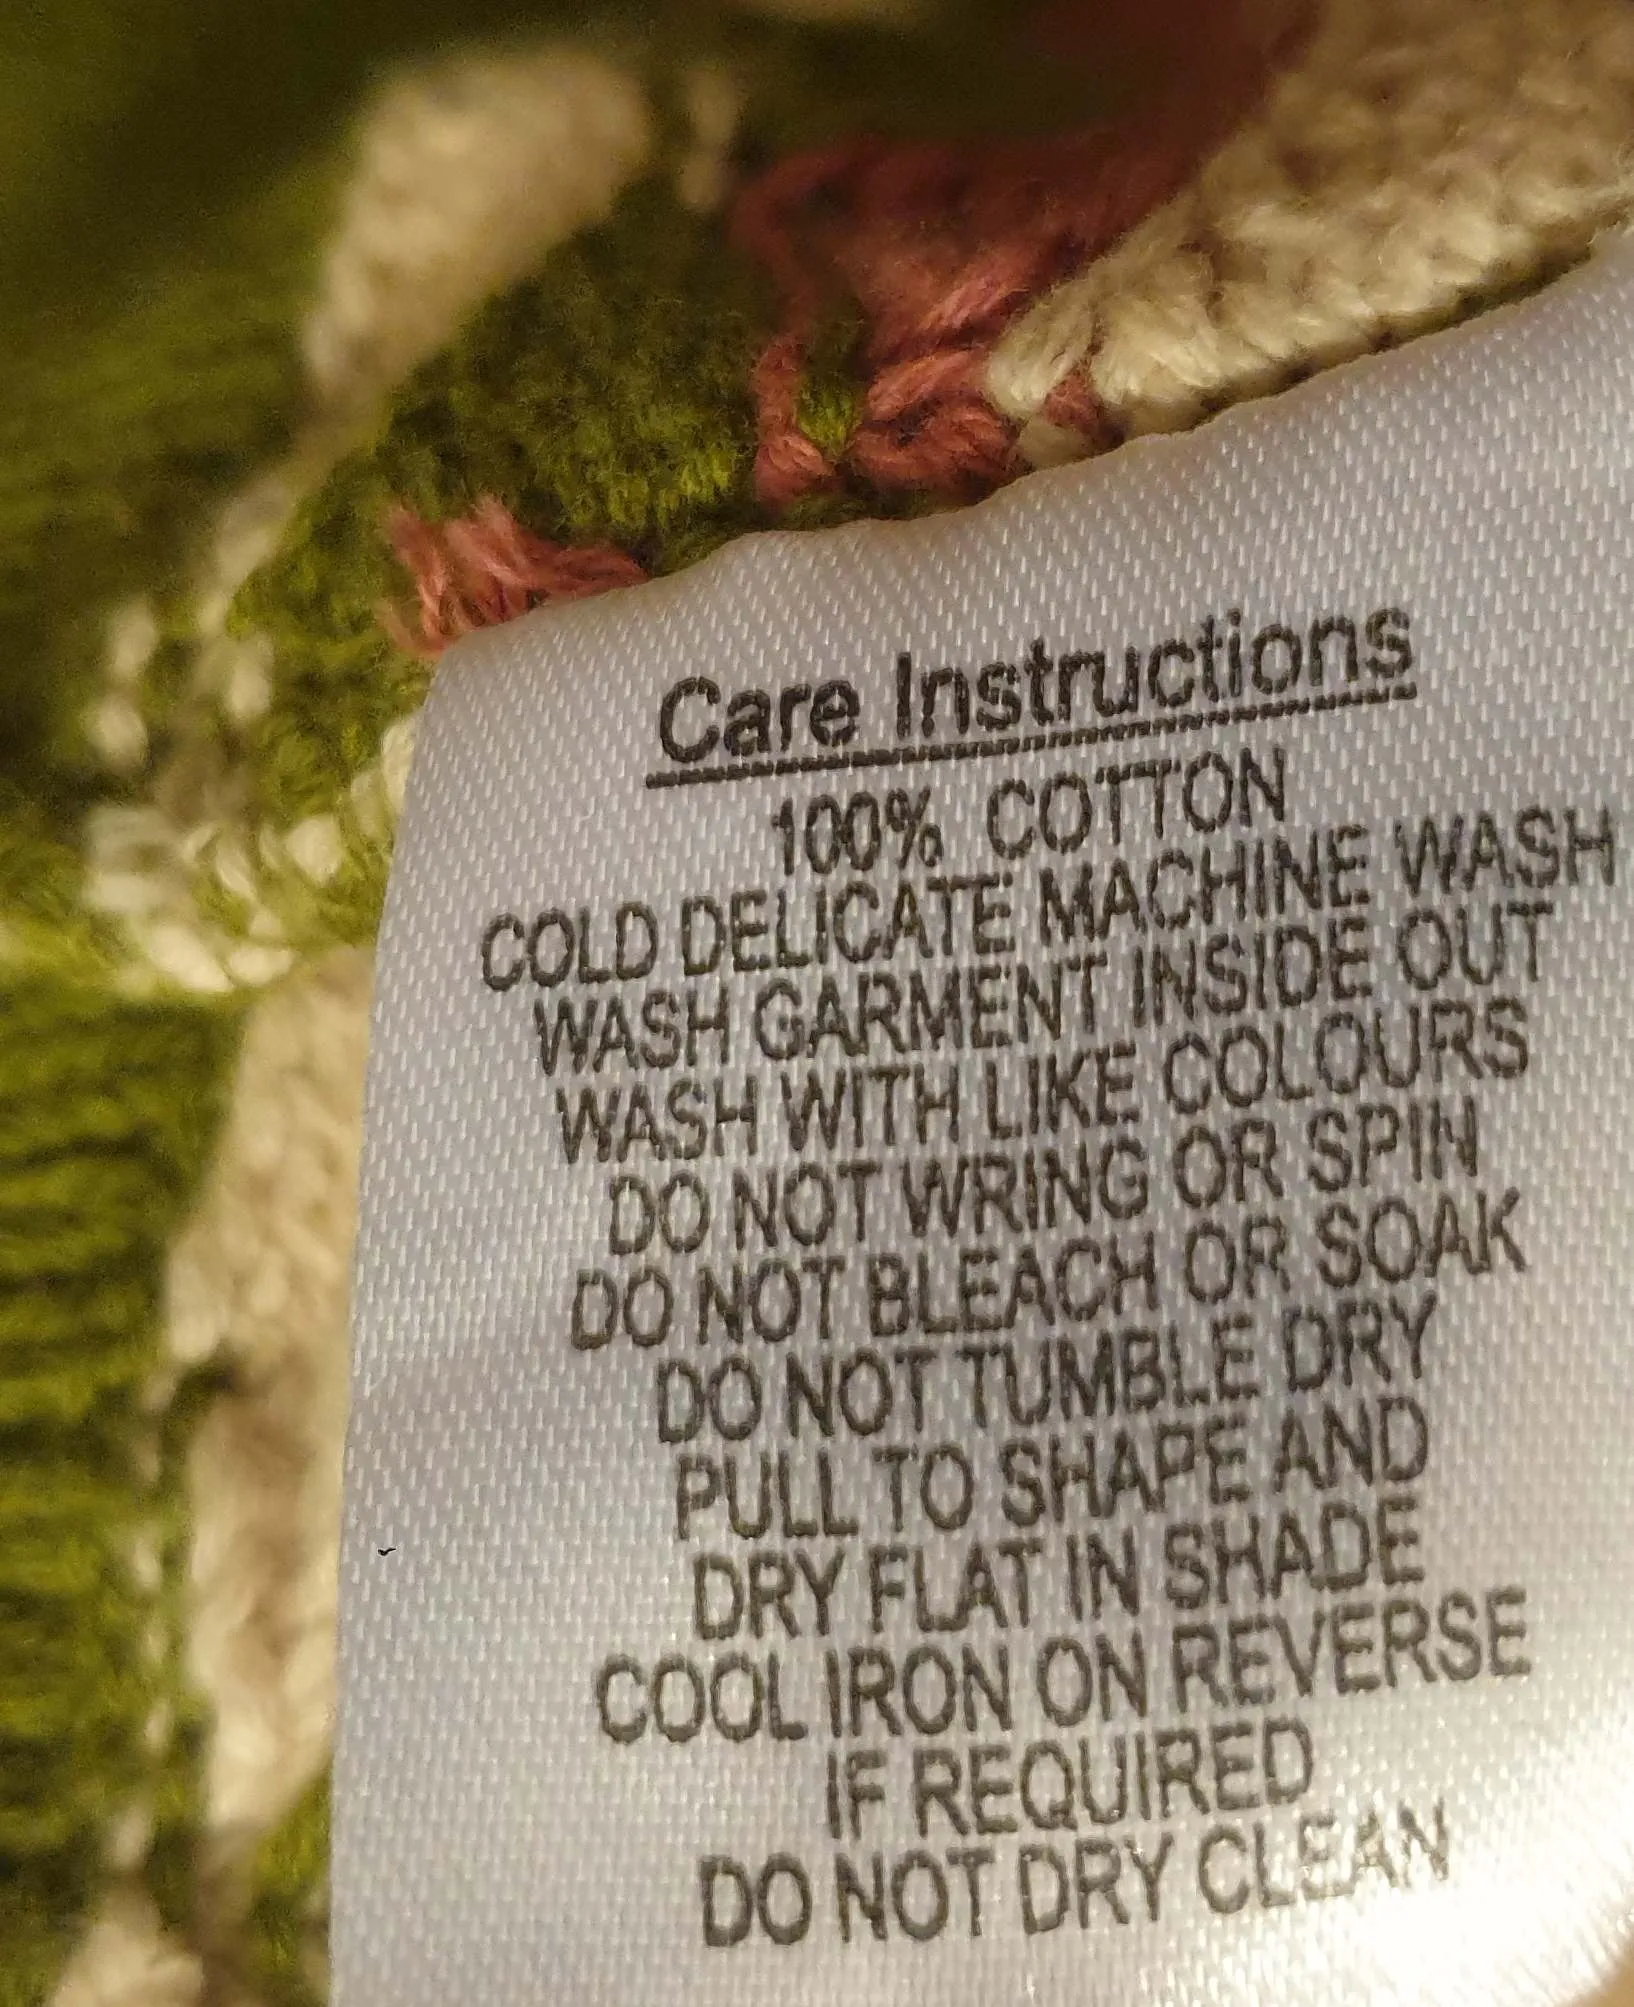 Care Instructions
100% COTTON
COLD DELICATE MACHINE WASH
WASH GARMENT INSIDE OUT
WASH WITH LIKE COLOURS
DO NOT WRING OR SPIN
DO NOT BLEACH OR SOAK
DO NOT TUMBLE DRY
PULL TO SHAPE AND
DRY FLAT IN SHADE
COOL IRON ON REVERSE
IF REQUIRED
DO NOT DRY CLEAN